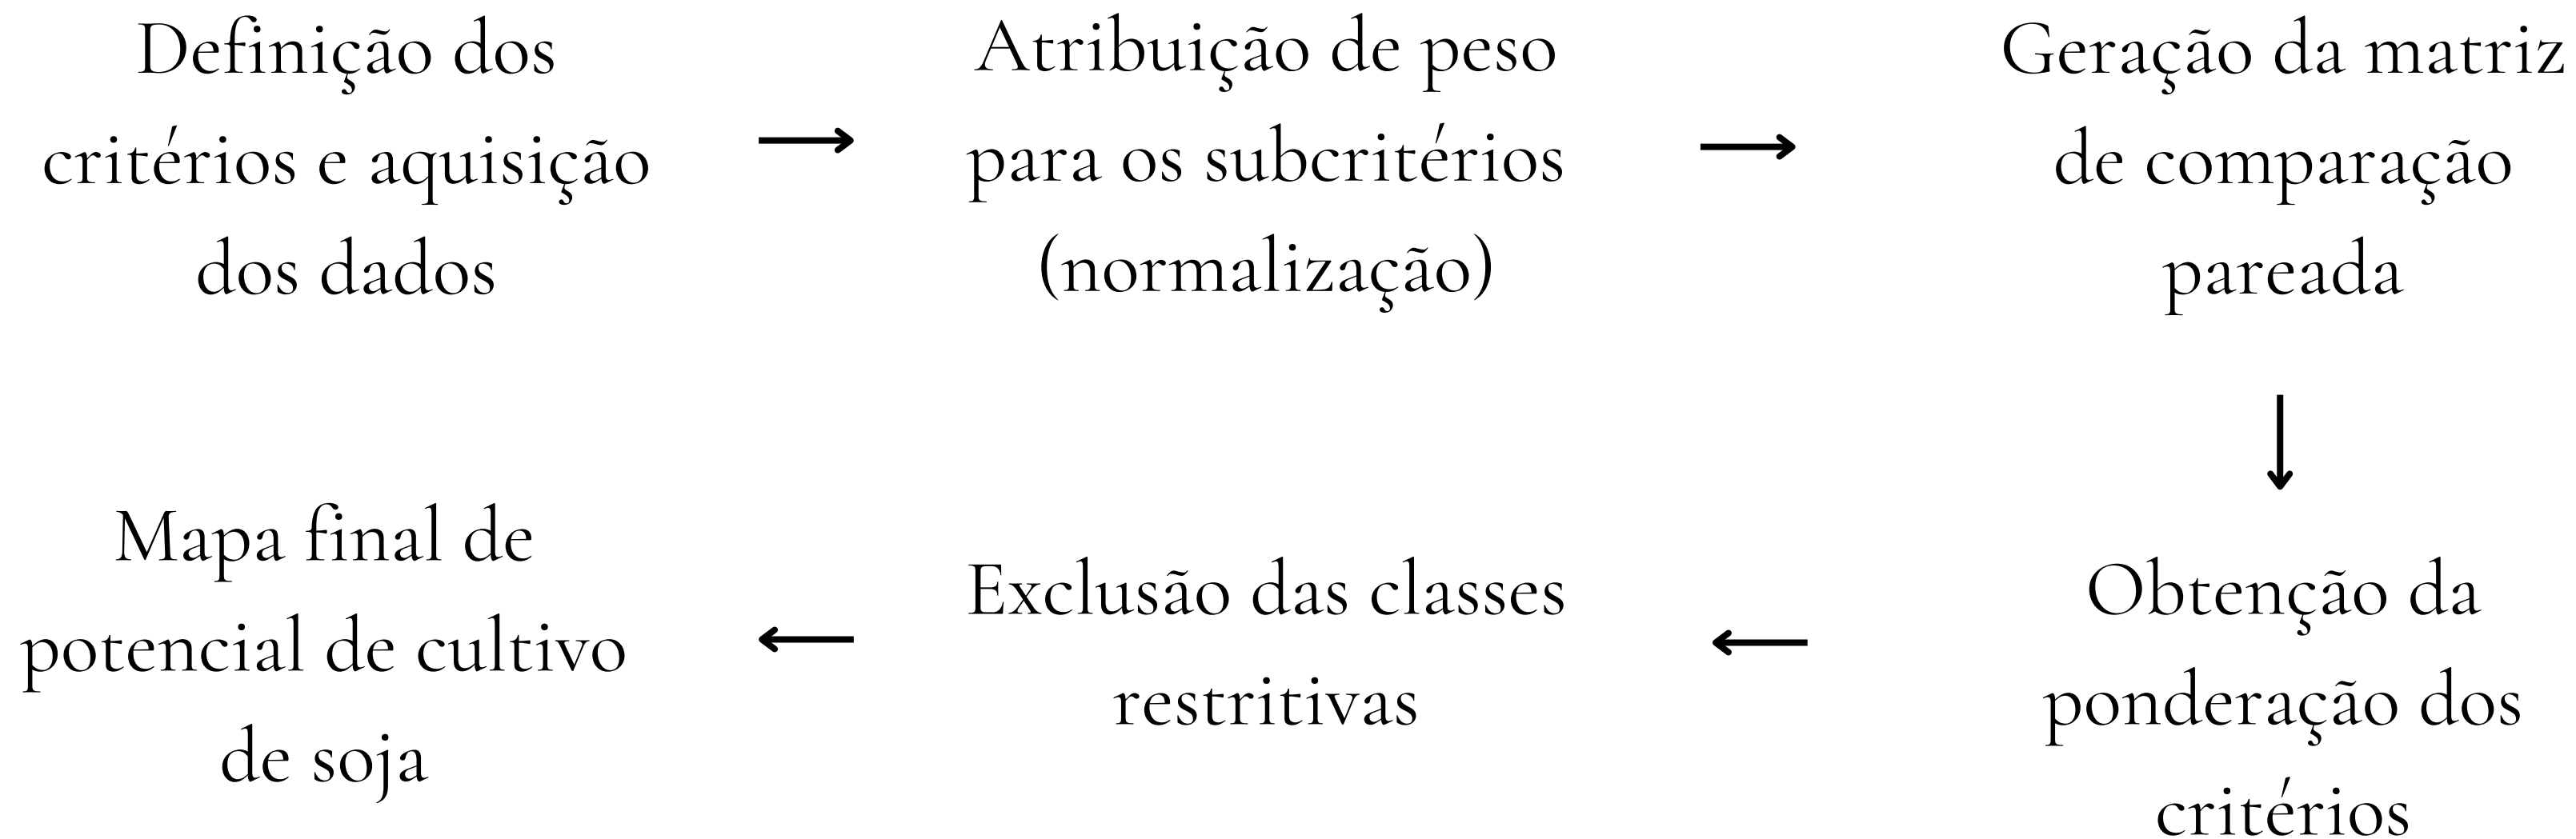 Definição dos
critérios e aquisição
dos dados
Atribuição de peso
para os subcritérios
(normalização)
Geração da matriz
de comparação
pareada
Obtenção da
ponderação dos
critérios
Exclusão das classes
restritivas
Mapa final de
potencial de cultivo
de soja